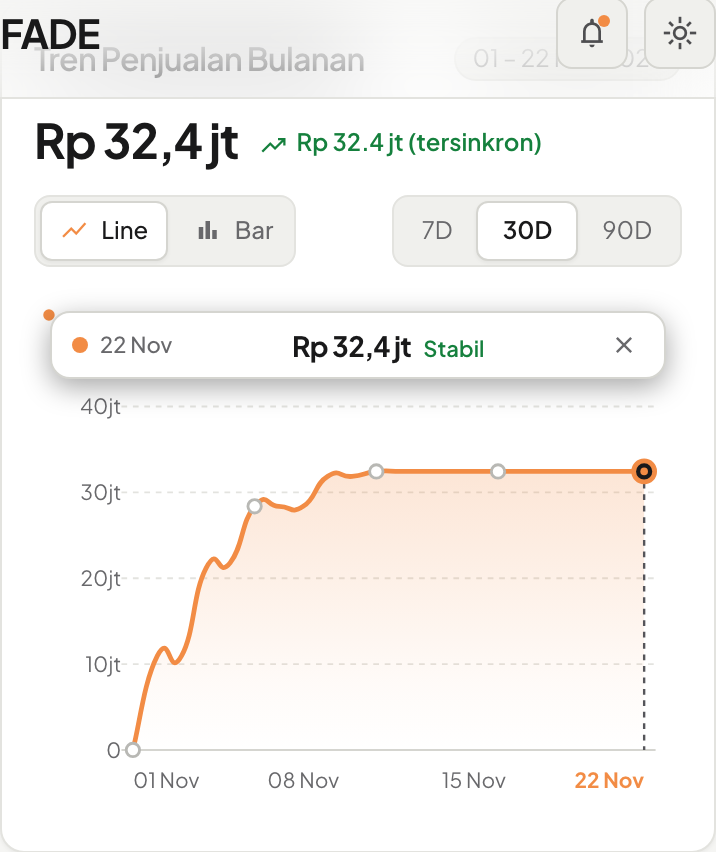 FADE
Tren Penjualan Bulanan
01 – 22
Rp 32,4 jt
Rp 32.4 jt (tersinkron)
Line
Bar
7D
30D
90D
22 Nov
Rp 32,4 jt
Stabil
40jt
30jt
20jt
10jt
0
01 Nov
08 Nov
15 Nov
22 Nov